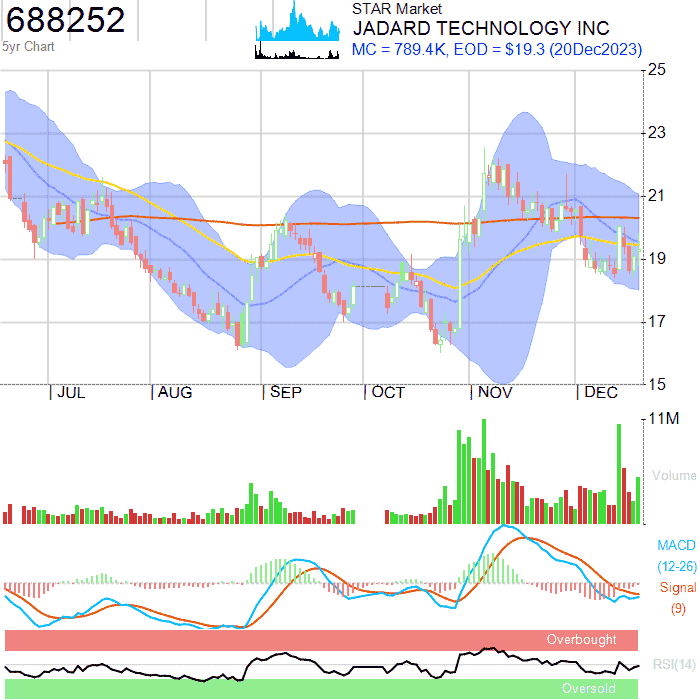 688252
5yr Chart
STAR Market
JADARD TECHNOLOGY INC
MC = 789.4K, EOD = $19.3 (20Dec2023)
25
23
21
19
17
15
JUL AUG SEP OCT NOV DEC
11M
Volume
MACD
(12-26)
Signal
(9)
Overbought
RSI(14)
Oversold